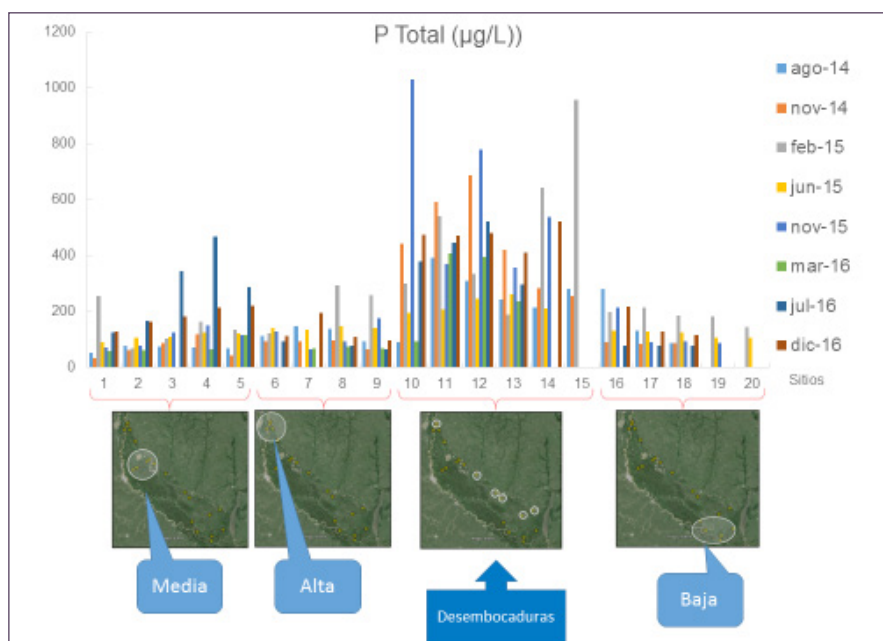 P Total (µg/L))
1200
1000
800
600
400
200
0
ago-14
nov-14
feb-15
jun-15
nov-15
mar-16
jul-16
dic-16
1 2 3 4 5 6 7 8 9 10 11 12 13 14 15 16 17 18 19 20 Sitios
Media
Alta
Desembocaduras
Baja